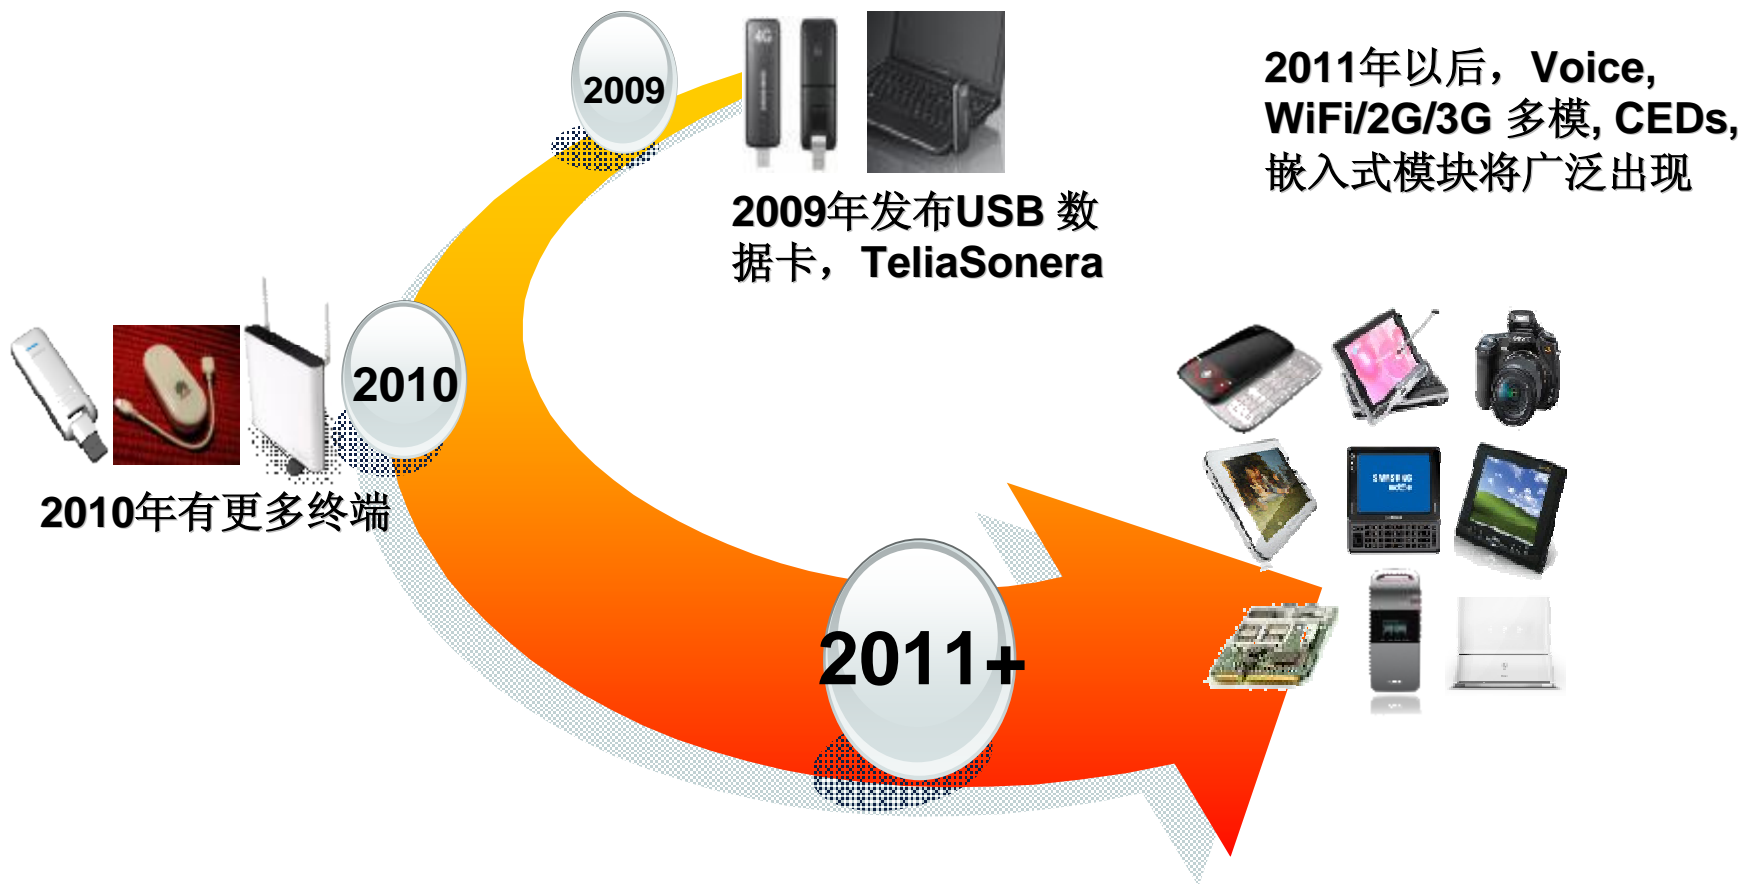 2009
4G
2009年发布USB 数
据卡，TeliaSonera
2011年以后，Voice,
WiFi/2G/3G 多模, CEDs,
嵌入式模块将广泛出现
2010
2010年有更多终端
2011+
SAMSUNG